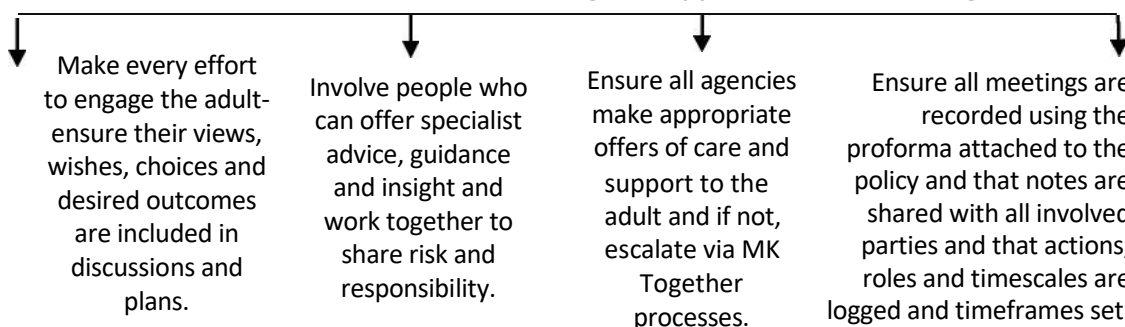 Make every effort
to engage the adult-
ensure their views,
wishes, choices and
desired outcomes
are included in
discussions and
plans.
Involve people who
can offer specialist
advice, guidance
and insight and
work together to
share risk and
responsibility.
Ensure all agencies
make appropriate
offers of care and
support to the
adult and if not,
escalate via MK
Together
processes.
Ensure all meetings are
recorded using the
proforma attached to the
policy and that notes are
shared with all involved
parties and that actions,
roles and timescales are
logged and timeframes set.